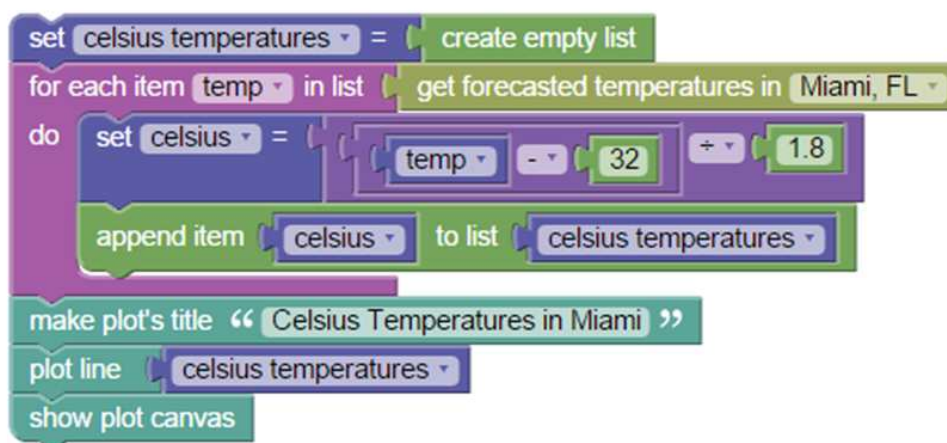 set celsius temperatures = create empty list
for each item temp in list get forecasted temperatures in Miami, FL
do set celsius = temp - 32 ÷ 1.8
append item celsius to list celsius temperatures
make plot's title “ Celsius Temperatures in Miami ”
plot line celsius temperatures
show plot canvas